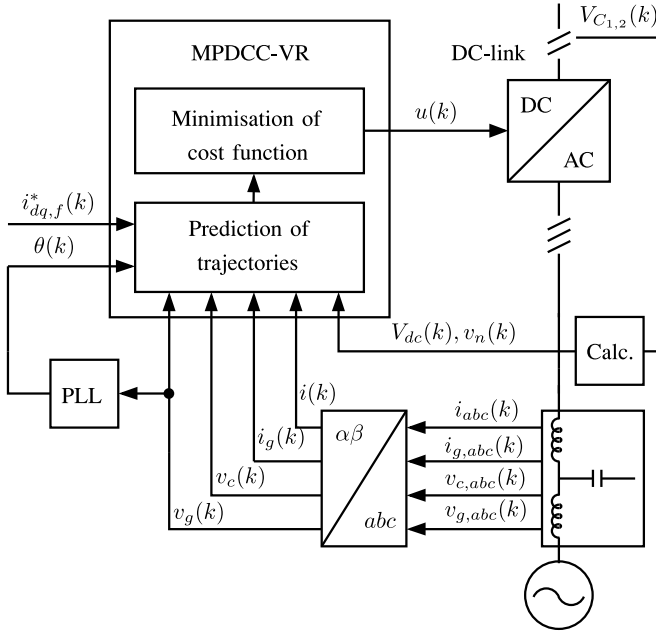 V_{C_{1,2}}(k)
MPDCC-VR
DC-link
Minimisation of
cost function
u(k)
DC
AC
i^*_{dq,f}(k)
θ(k)
Prediction of
trajectories
V_{dc}(k), v_n(k)
Calc.
PLL
i(k)
i_g(k)
v_c(k)
v_g(k)
αβ
abc
i_{abc}(k)
i_{g,abc}(k)
v_{c,abc}(k)
v_{g,abc}(k)